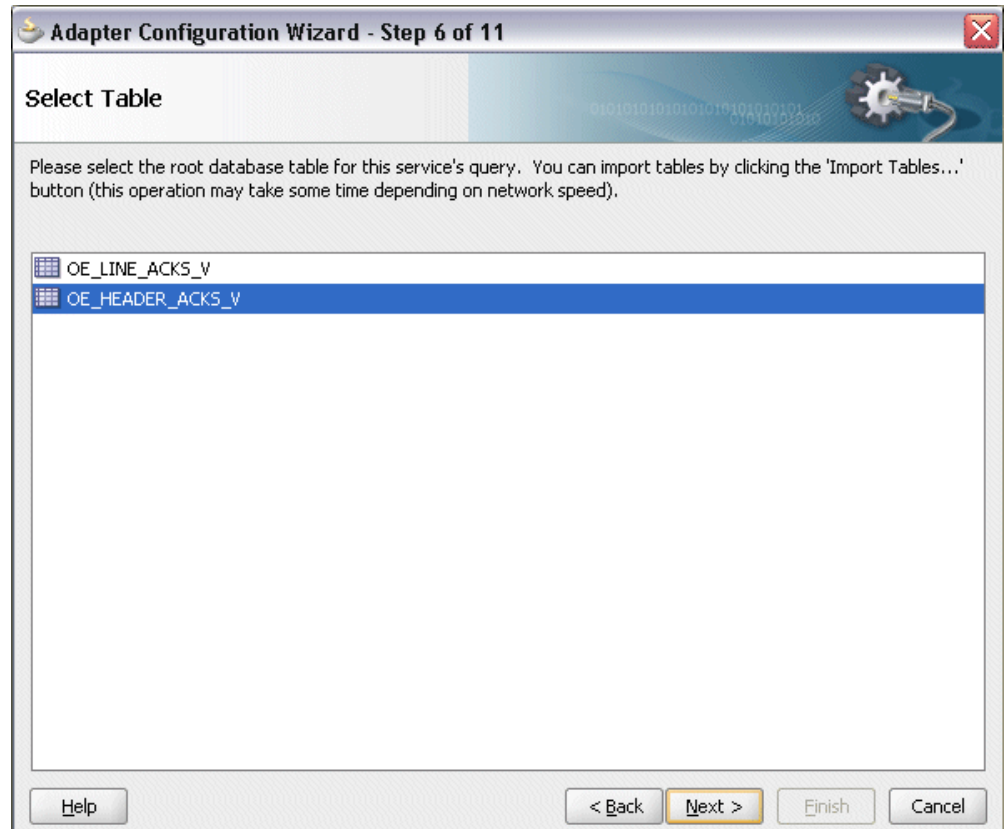 Adapter Configuration Wizard - Step 6 of 11
Select Table
Please select the root database table for this service's query. You can import tables by clicking the 'Import Tables...'
button (this operation may take some time depending on network speed).
OE_LINE_ACKS_V
OE_HEADER_ACKS_V
Help
< Back
Next >
Finish
Cancel